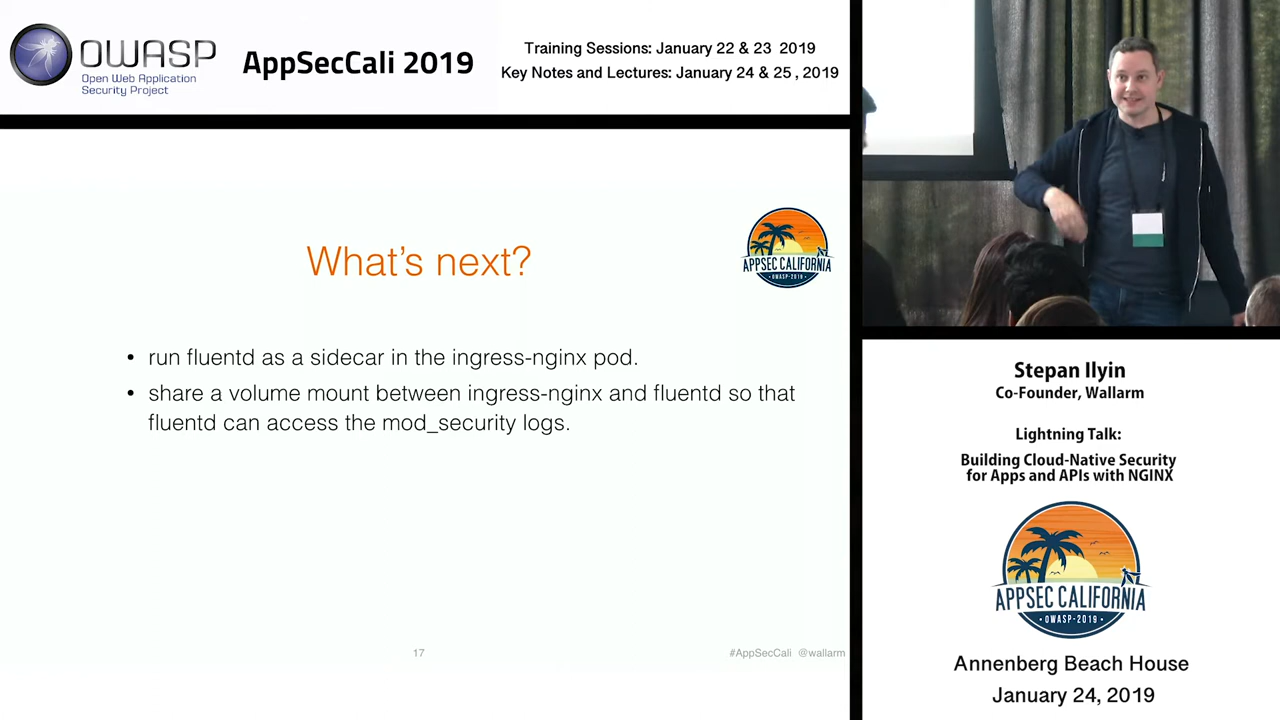 OWASP
Open Web Application
Security Project
AppSecCali 2019
Training Sessions: January 22 & 23 2019
Key Notes and Lectures: January 24 & 25 , 2019
What's next?
APPSEC CALIFORNIA
OWASP-2019
• run fluentd as a sidecar in the ingress-nginx pod.
• share a volume mount between ingress-nginx and fluentd so that
fluentd can access the mod_security logs.
17
#AppSecCali @wallarm
Stepan Ilyin
Co-Founder, Wallarm
Lightning Talk:
Building Cloud-Native Security
for Apps and APIs with NGINX
APPSEC CALIFORNIA
· OWASP-2019 ·
Annenberg Beach House
January 24, 2019